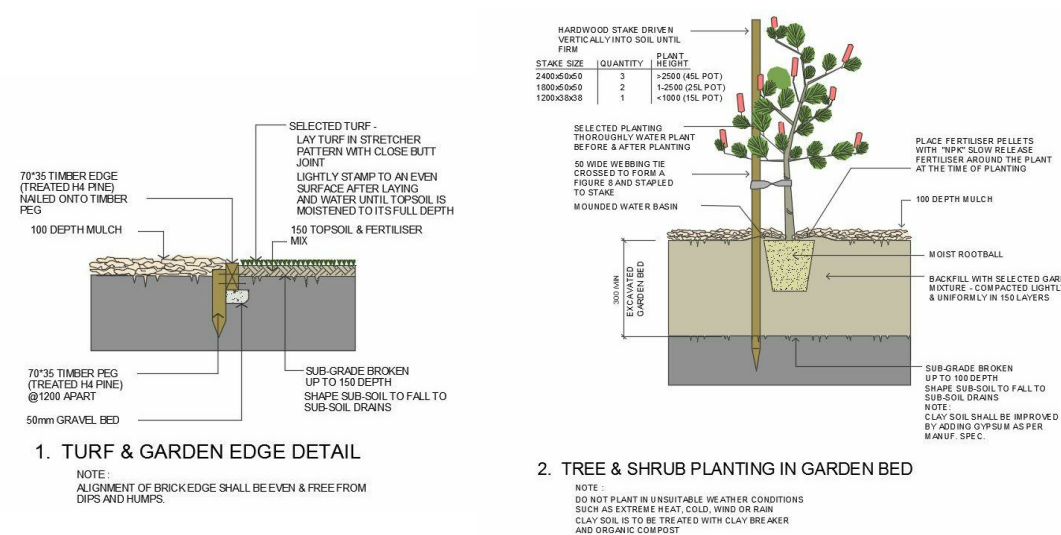 SELECTED TURF -
LAY TURF IN STRETCHER
PATTERN WITH CLOSE BUTT
JOINT
LIGHTLY STAMP TO AN EVEN
SURFACE AFTER LAYING
AND WATER UNTIL TOPSOIL IS
MOISTENED TO ITS FULL DEPTH
150 TOPSOIL & FERTILISER
MIX
70*35 TIMBER EDGE
(TREATED H4 PINE)
NAILED ONTO TIMBER
PEG
100 DEPTH MULCH
70*35 TIMBER PEG
(TREATED H4 PINE)
@1200 APART
50mm GRAVEL BED
SUB-GRADE BROKEN
UP TO 150 DEPTH
SHAPE SUB-SOIL TO FALL TO
SUB-SOIL DRAINS
1. TURF & GARDEN EDGE DETAIL
NOTE :
ALIGNMENT OF BRICK EDGE SHALL BE EVEN & FREE FROM
DIPS AND HUMPS.
HARDWOOD STAKE DRIVEN
VERTICALLY INTO SOIL UNTIL
FIRM
STAKE SIZE QUANTITY PLANT HEIGHT
2400x50x50 3 >2500 (45L POT)
1800x50x50 2 1-2500 (25L POT)
1200x38x38 1 <1000 (15L POT)
SELECTED PLANTING
THOROUGHLY WATER PLANT
BEFORE & AFTER PLANTING
50 WIDE WEBBING TIE
CROSSED TO FORM A
FIGURE 8 AND STAPLED
TO STAKE
MOUNDED WATER BASIN
300 MIN
EXCAVATED
GARDEN BED
PLACE FERTILISER PELLETS
WITH "NPK" SLOW RELEASE
FERTILISER AROUND THE PLANT
AT THE TIME OF PLANTING
100 DEPTH MULCH
MOIST ROOTBALL
BACKFILL WITH SELECTED GAR
MIXTURE - COMPACTED LIGHTL
& UNIFORMLY IN 150 LAYERS
SUB-GRADE BROKEN
UP TO 100 DEPTH
SHAPE SUB-SOIL TO FALL TO
SUB-SOIL DRAINS
NOTE:
CLAY SOIL SHALL BE IMPROVED
BY ADDING GYPSUM AS PER
MANUF. SPEC.
2. TREE & SHRUB PLANTING IN GARDEN BED
NOTE :
DO NOT PLANT IN UNSUITABLE WEATHER CONDITIONS
SUCH AS EXTREME HEAT, COLD, WIND OR RAIN
CLAY SOIL IS TO BE TREATED WITH CLAY BREAKER
AND ORGANIC COMPOST